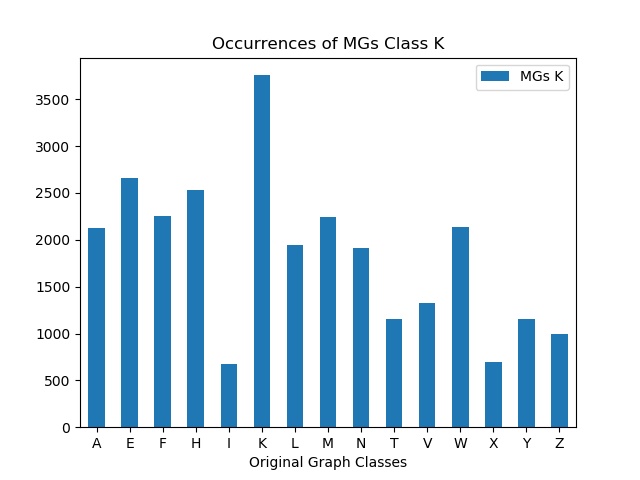 Occurrences of MGs Class K
MGs K
3500
3000
2500
2000
1500
1000
500
0
A E F H I K L M N T V W X Y Z
Original Graph Classes